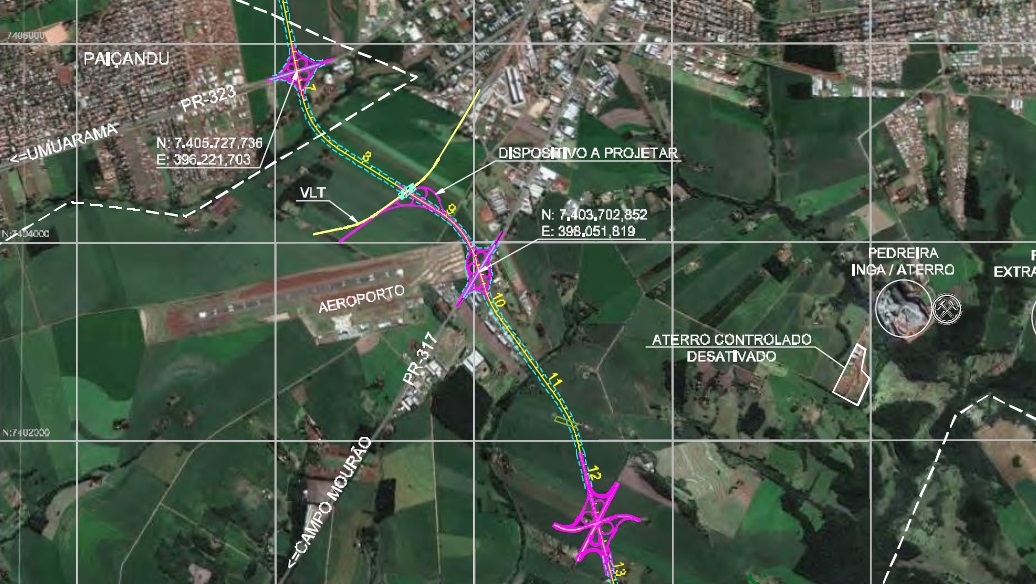 7406000
PAIÇANDU
PR-323
<=UMUARAMA
N: 7.405.727,736
E: 396.221,703
7
8
DISPOSITIVO A PROJETAR
VLT
9
N: 7,403,702,852
E: 398,051,819
N:7404000
PEDREIRA
INGA / ATERRO
EXTRA
AEROPORTO
10
PR-317
ATERRO CONTROLADO
DESATIVADO
11
N:7402000
<=CAMPO MOURÃO
12
13